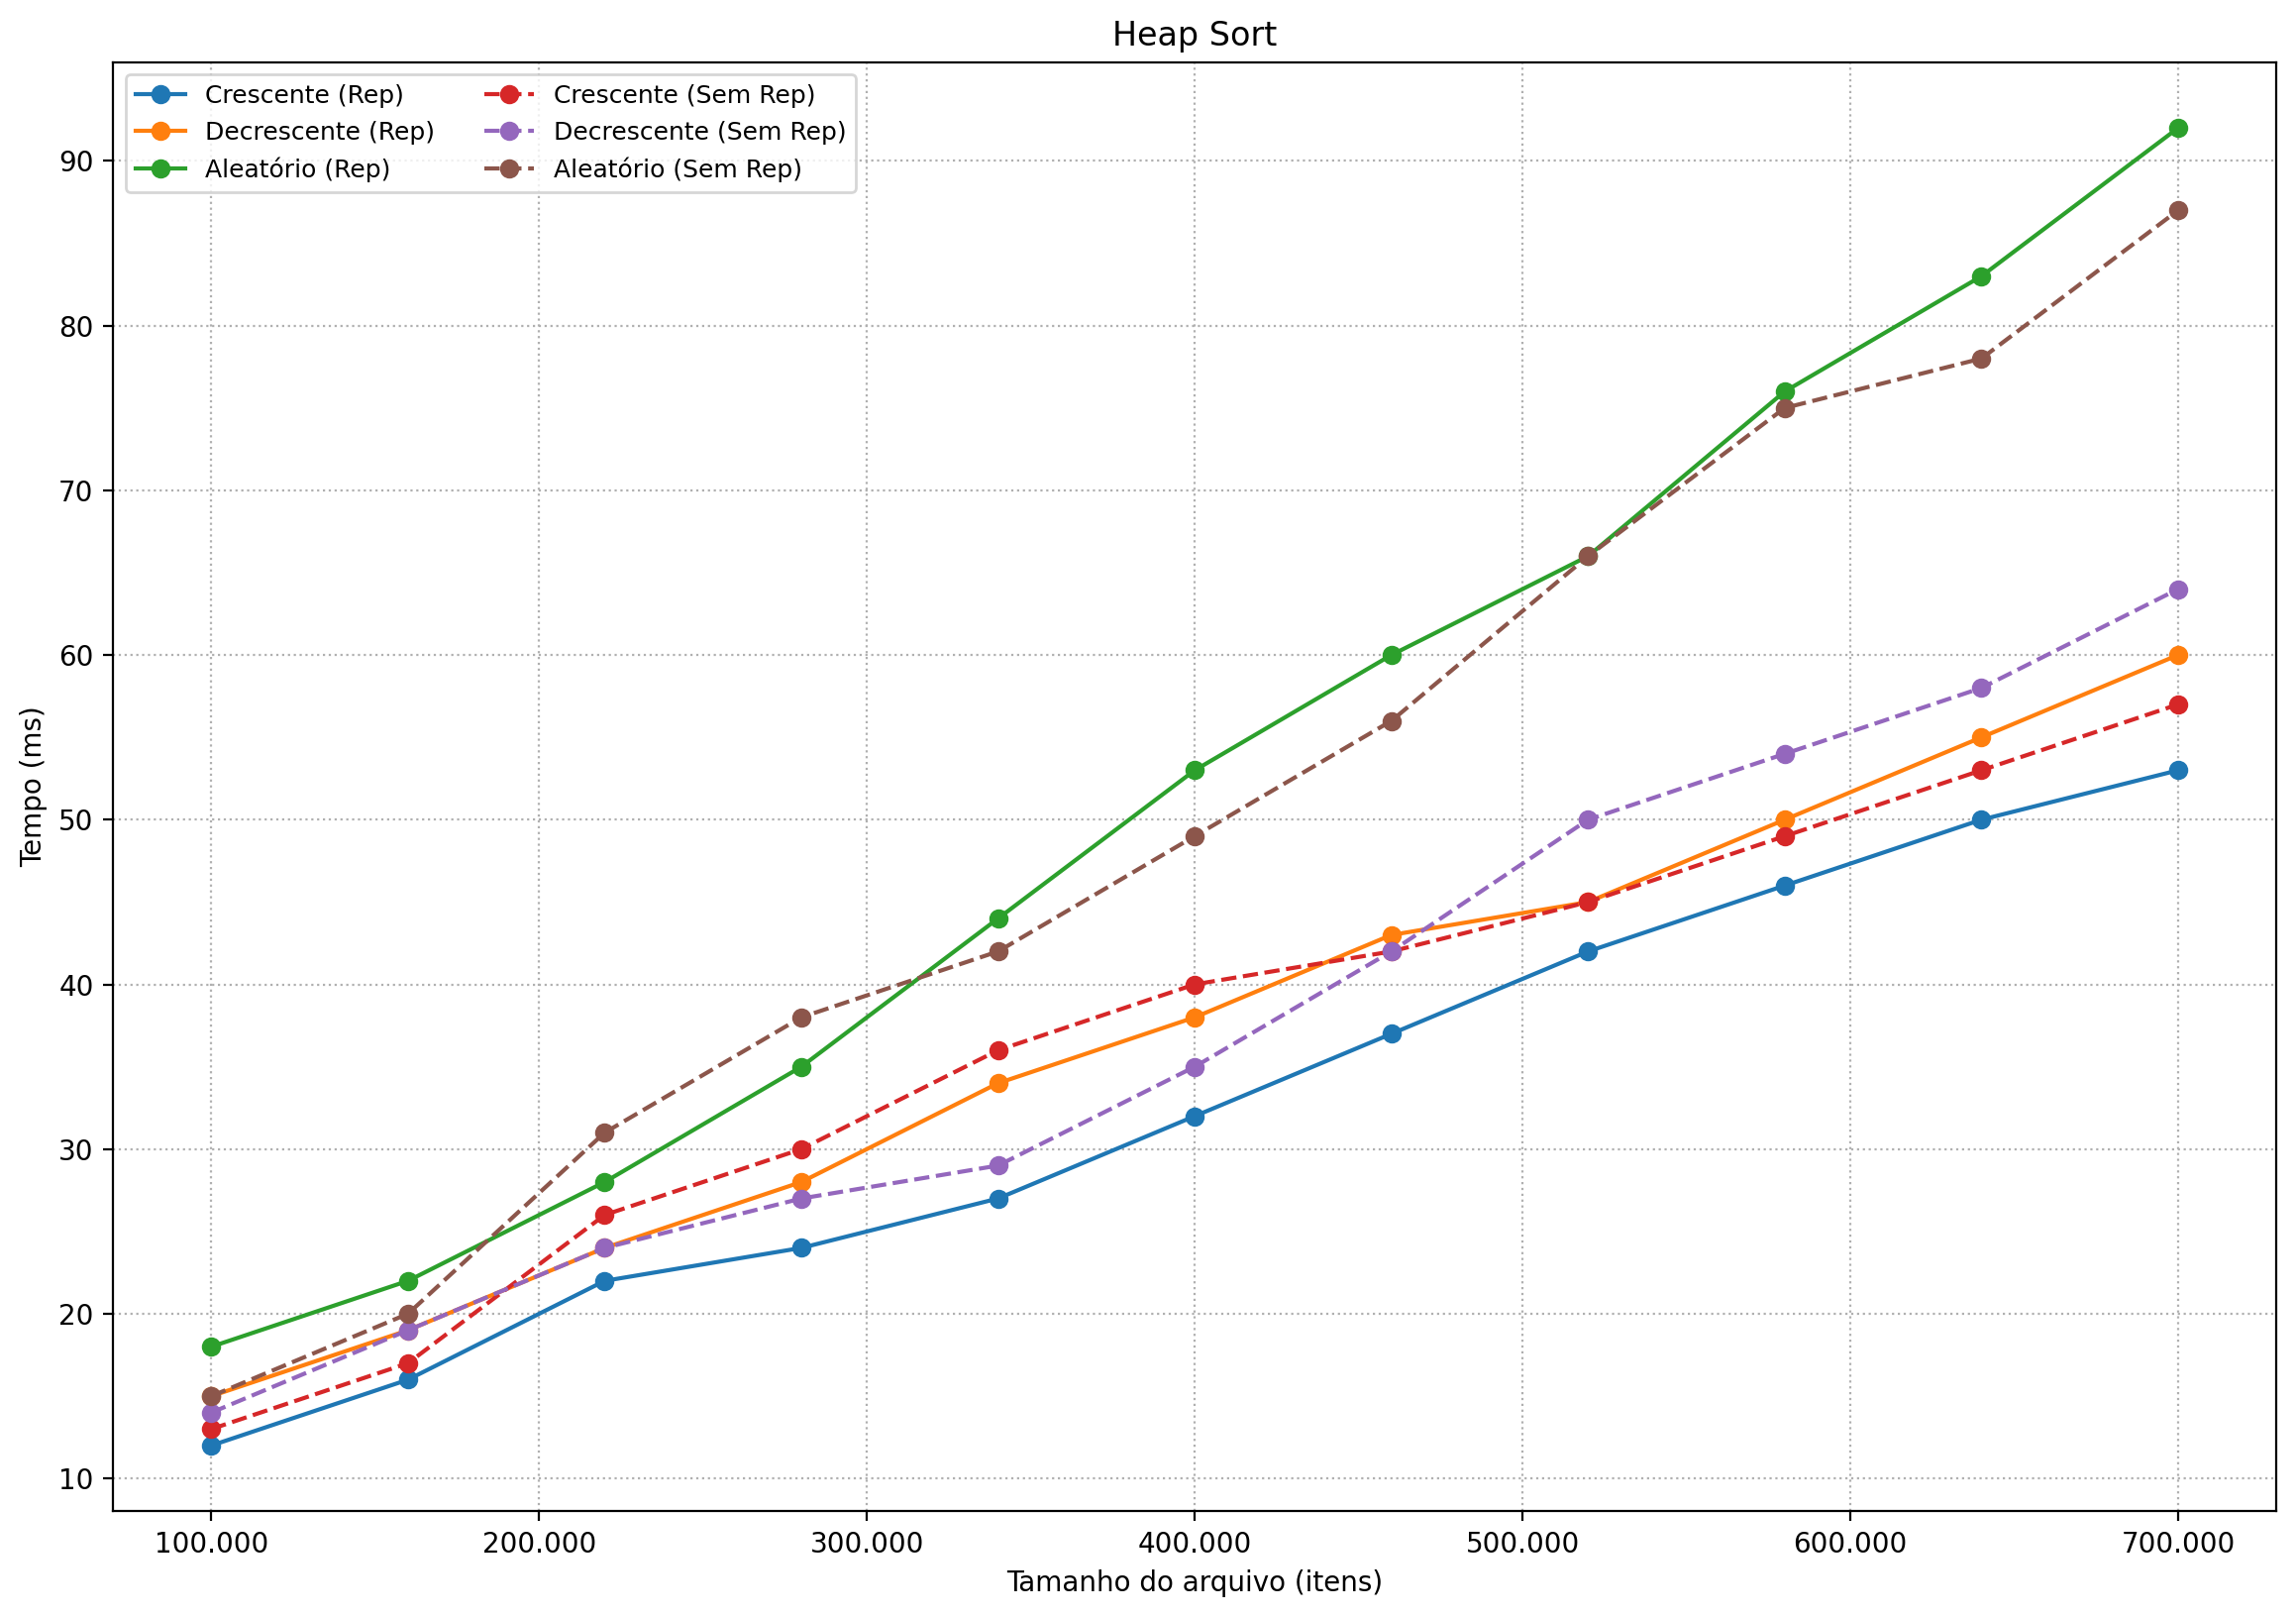 Heap Sort
Crescente (Rep)
Decrescente (Rep)
Aleatório (Rep)
Crescente (Sem Rep)
Decrescente (Sem Rep)
Aleatório (Sem Rep)
90
80
70
60
50
40
30
20
10
Tempo (ms)
100.000 200.000 300.000 400.000 500.000 600.000 700.000
Tamanho do arquivo (itens)